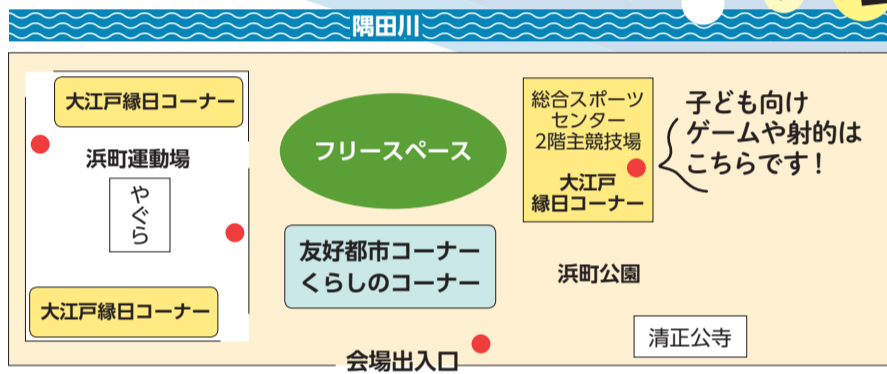 隅田川
大江戸縁日コーナー
浜町運動場
やぐら
大江戸縁日コーナー
フリースペース
友好都市コーナー
くらしのコーナー
会場出入口
総合スポーツ
センター
2階主競技場
大江戸
縁日コーナー
子ども向け
ゲームや射的は
こちらです！
浜町公園
清正公寺